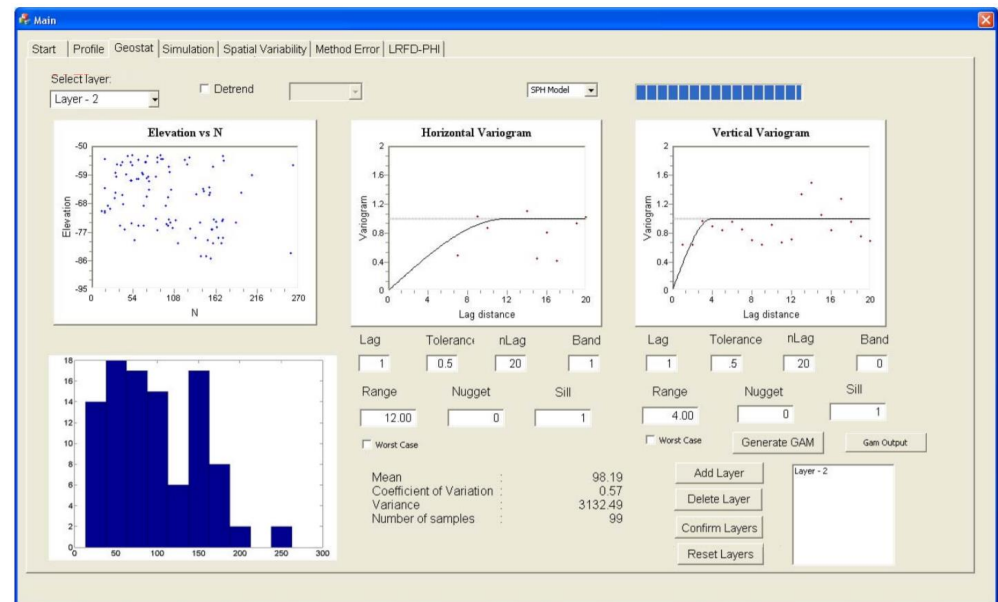 Main
Start Profile Geostat Simulation Spatial Variability Method Error LRFD-PHI
Select layer:
Layer - 2
Detrend
SPH Model
Elevation vs N
-50
-59
-68
-77
-86
-95
Elevation
0 54 108 162 216 270
N
Horizontal Variogram
2
1.6
1.2
0.8
0.4
0
Variogram
0 4 8 12 16 20
Lag distance
Vertical Variogram
2
1.6
1.2
0.8
0.4
0
Variogram
0 4 8 12 16 20
Lag distance
Lag Tolerance nLag Band
1 0.5 20 1
Range Nugget Sill
12.00 0 1
Worst Case
Lag Tolerance nLag Band
1 .5 20 0
Range Nugget Sill
4.00 0 1
Worst Case
Generate GAM
Gam Output
18
16
14
12
10
8
6
4
2
0
0 50 100 150 200 250 300
Mean : 98.19
Coefficient of Variation : 0.57
Variance : 3132.49
Number of samples : 99
Add Layer
Delete Layer
Confirm Layers
Reset Layers
Layer - 2